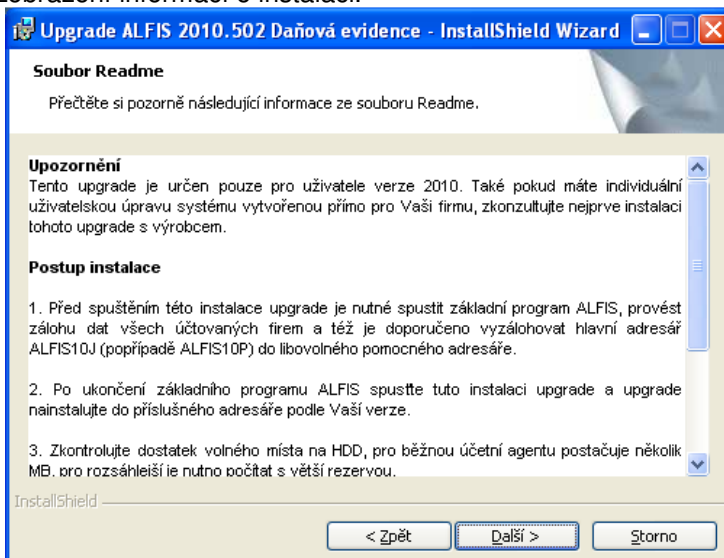 zobrazení informací o instalaci.
Upgrade ALFIS 2010.502 Daňová evidence - InstallShield Wizard
Soubor Readme
Přečtěte si pozorně následující informace ze souboru Readme.
Upozornění
Tento upgrade je určen pouze pro uživatele verze 2010. Také pokud máte individuální
uživatelskou úpravu systému vytvořenou přímo pro Vaši firmu, zkonzultujte nejprve instalaci
tohoto upgrade s výrobcem.
Postup instalace
1. Před spuštěním této instalace upgrade je nutné spustit základní program ALFIS, provést
zálohu dat všech účtovaných firem a též je doporučeno vyzálohovat hlavní adresář
ALFIS10J (popřípadě ALFIS10P) do libovolného pomocného adresáře.
2. Po ukončení základního programu ALFIS spusťte tuto instalaci upgrade a upgrade
nainstalujte do příslušného adresáře podle Vaší verze.
3. Zkontrolujte dostatek volného místa na HDD, pro běžnou účetní agentu postačuje několik
MB, pro rozsáhlejší je nutno počítat s větší rezervou.
InstallShield
< Zpět
Další >
Storno